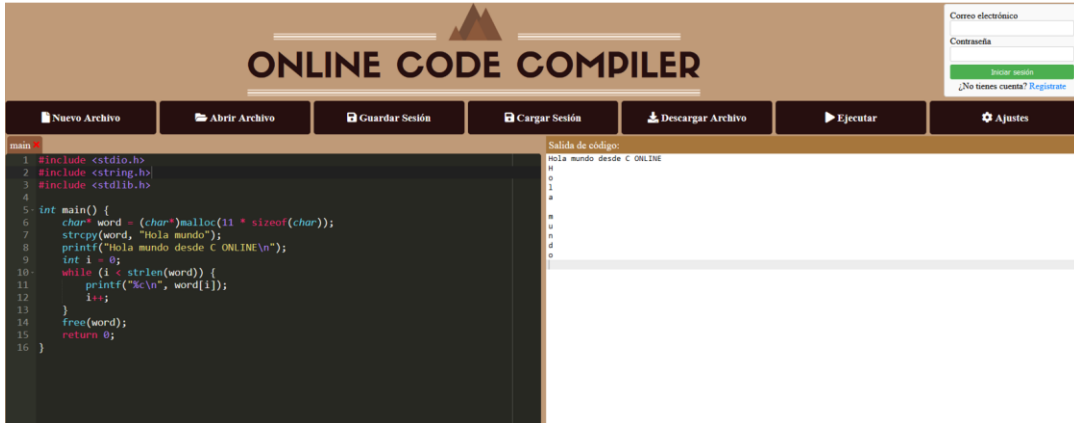 ONLINE CODE COMPILER
Correo electrónico
Contraseña
Iniciar sesión
¿No tienes cuenta? Regístrate
Nuevo Archivo
Abrir Archivo
Guardar Sesión
Cargar Sesión
Descargar Archivo
Ejecutar
Ajustes
main
1 #include <stdio.h>
2 #include <string.h>
3 #include <stdlib.h>
4
5 int main() {
6 char* word = (char*)malloc(11 * sizeof(char));
7 strcpy(word, "Hola mundo");
8 printf("Hola mundo desde C ONLINE\n");
9 int i = 0;
10 while (i < strlen(word)) {
11 printf("%c\n", word[i]);
12 i++;
13 }
14 free(word);
15 return 0;
16 }
Salida de código:
Hola mundo desde C ONLINE
H
o
l
a
m
u
n
d
o